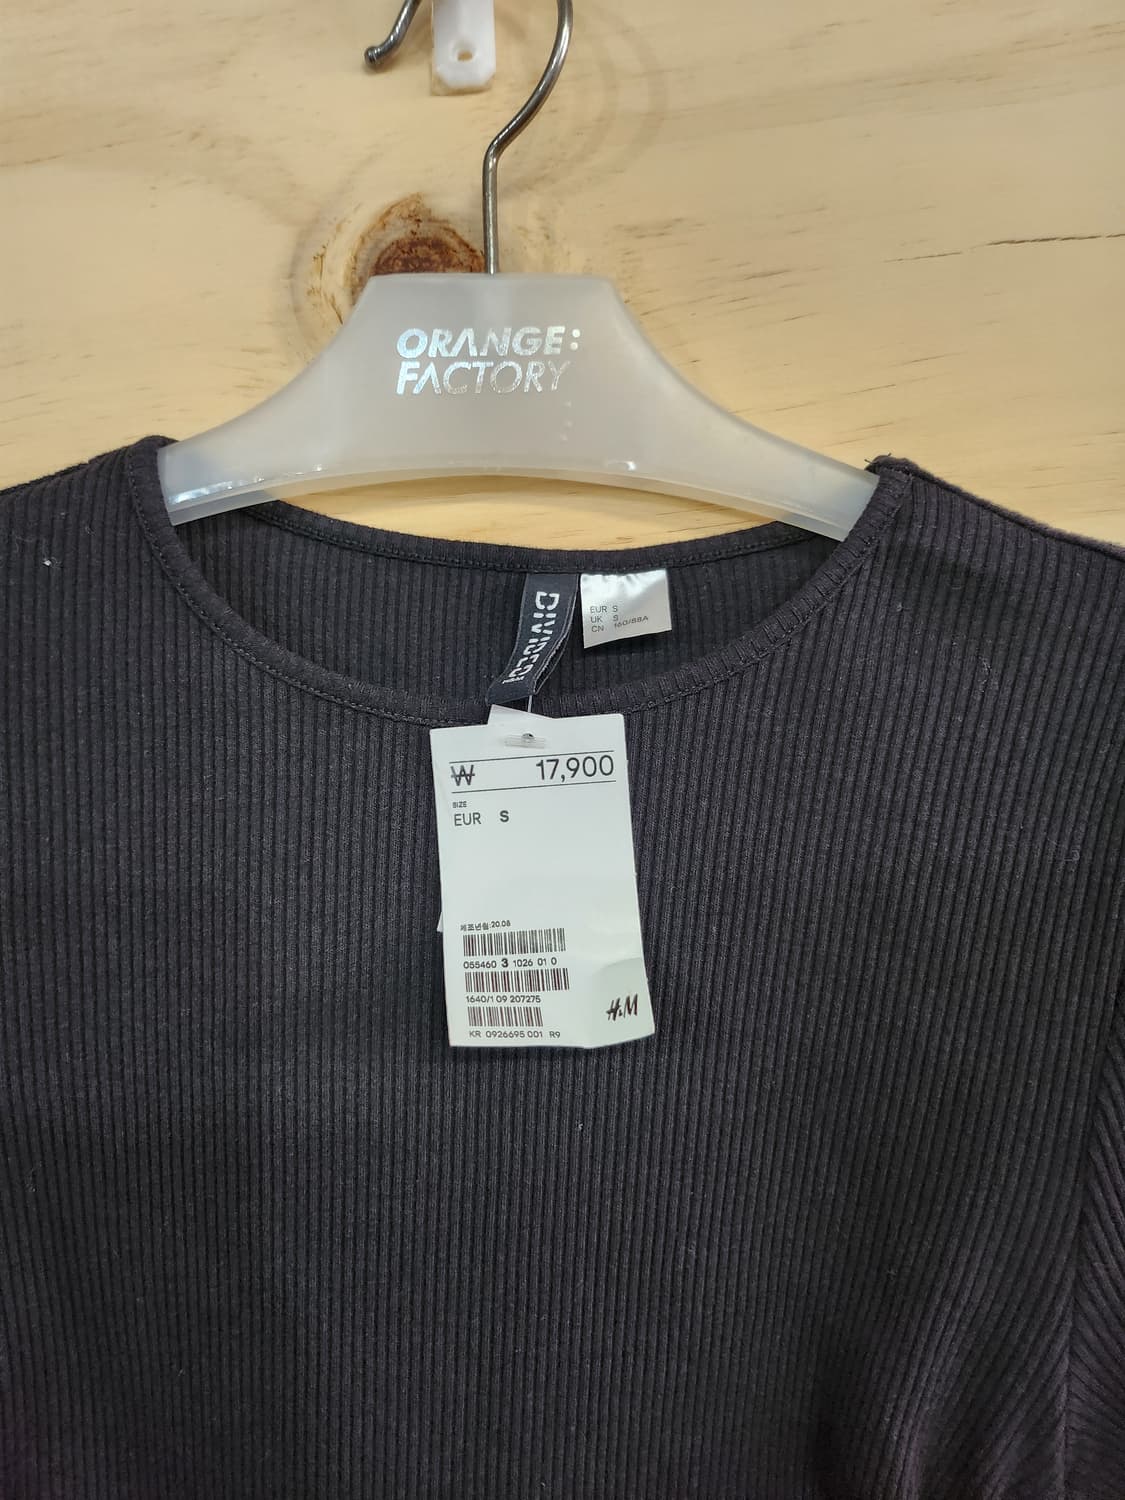 ORANGE:
FACTORY
DIVIDED
H&M
EUR S
UK S
CN 160/88A
₩ 17,900
SIZE
EUR S
제조년월:20.08
055460 3 1026 01 0
1640/1 09 207275
H&M
KR 0926695 001 R9